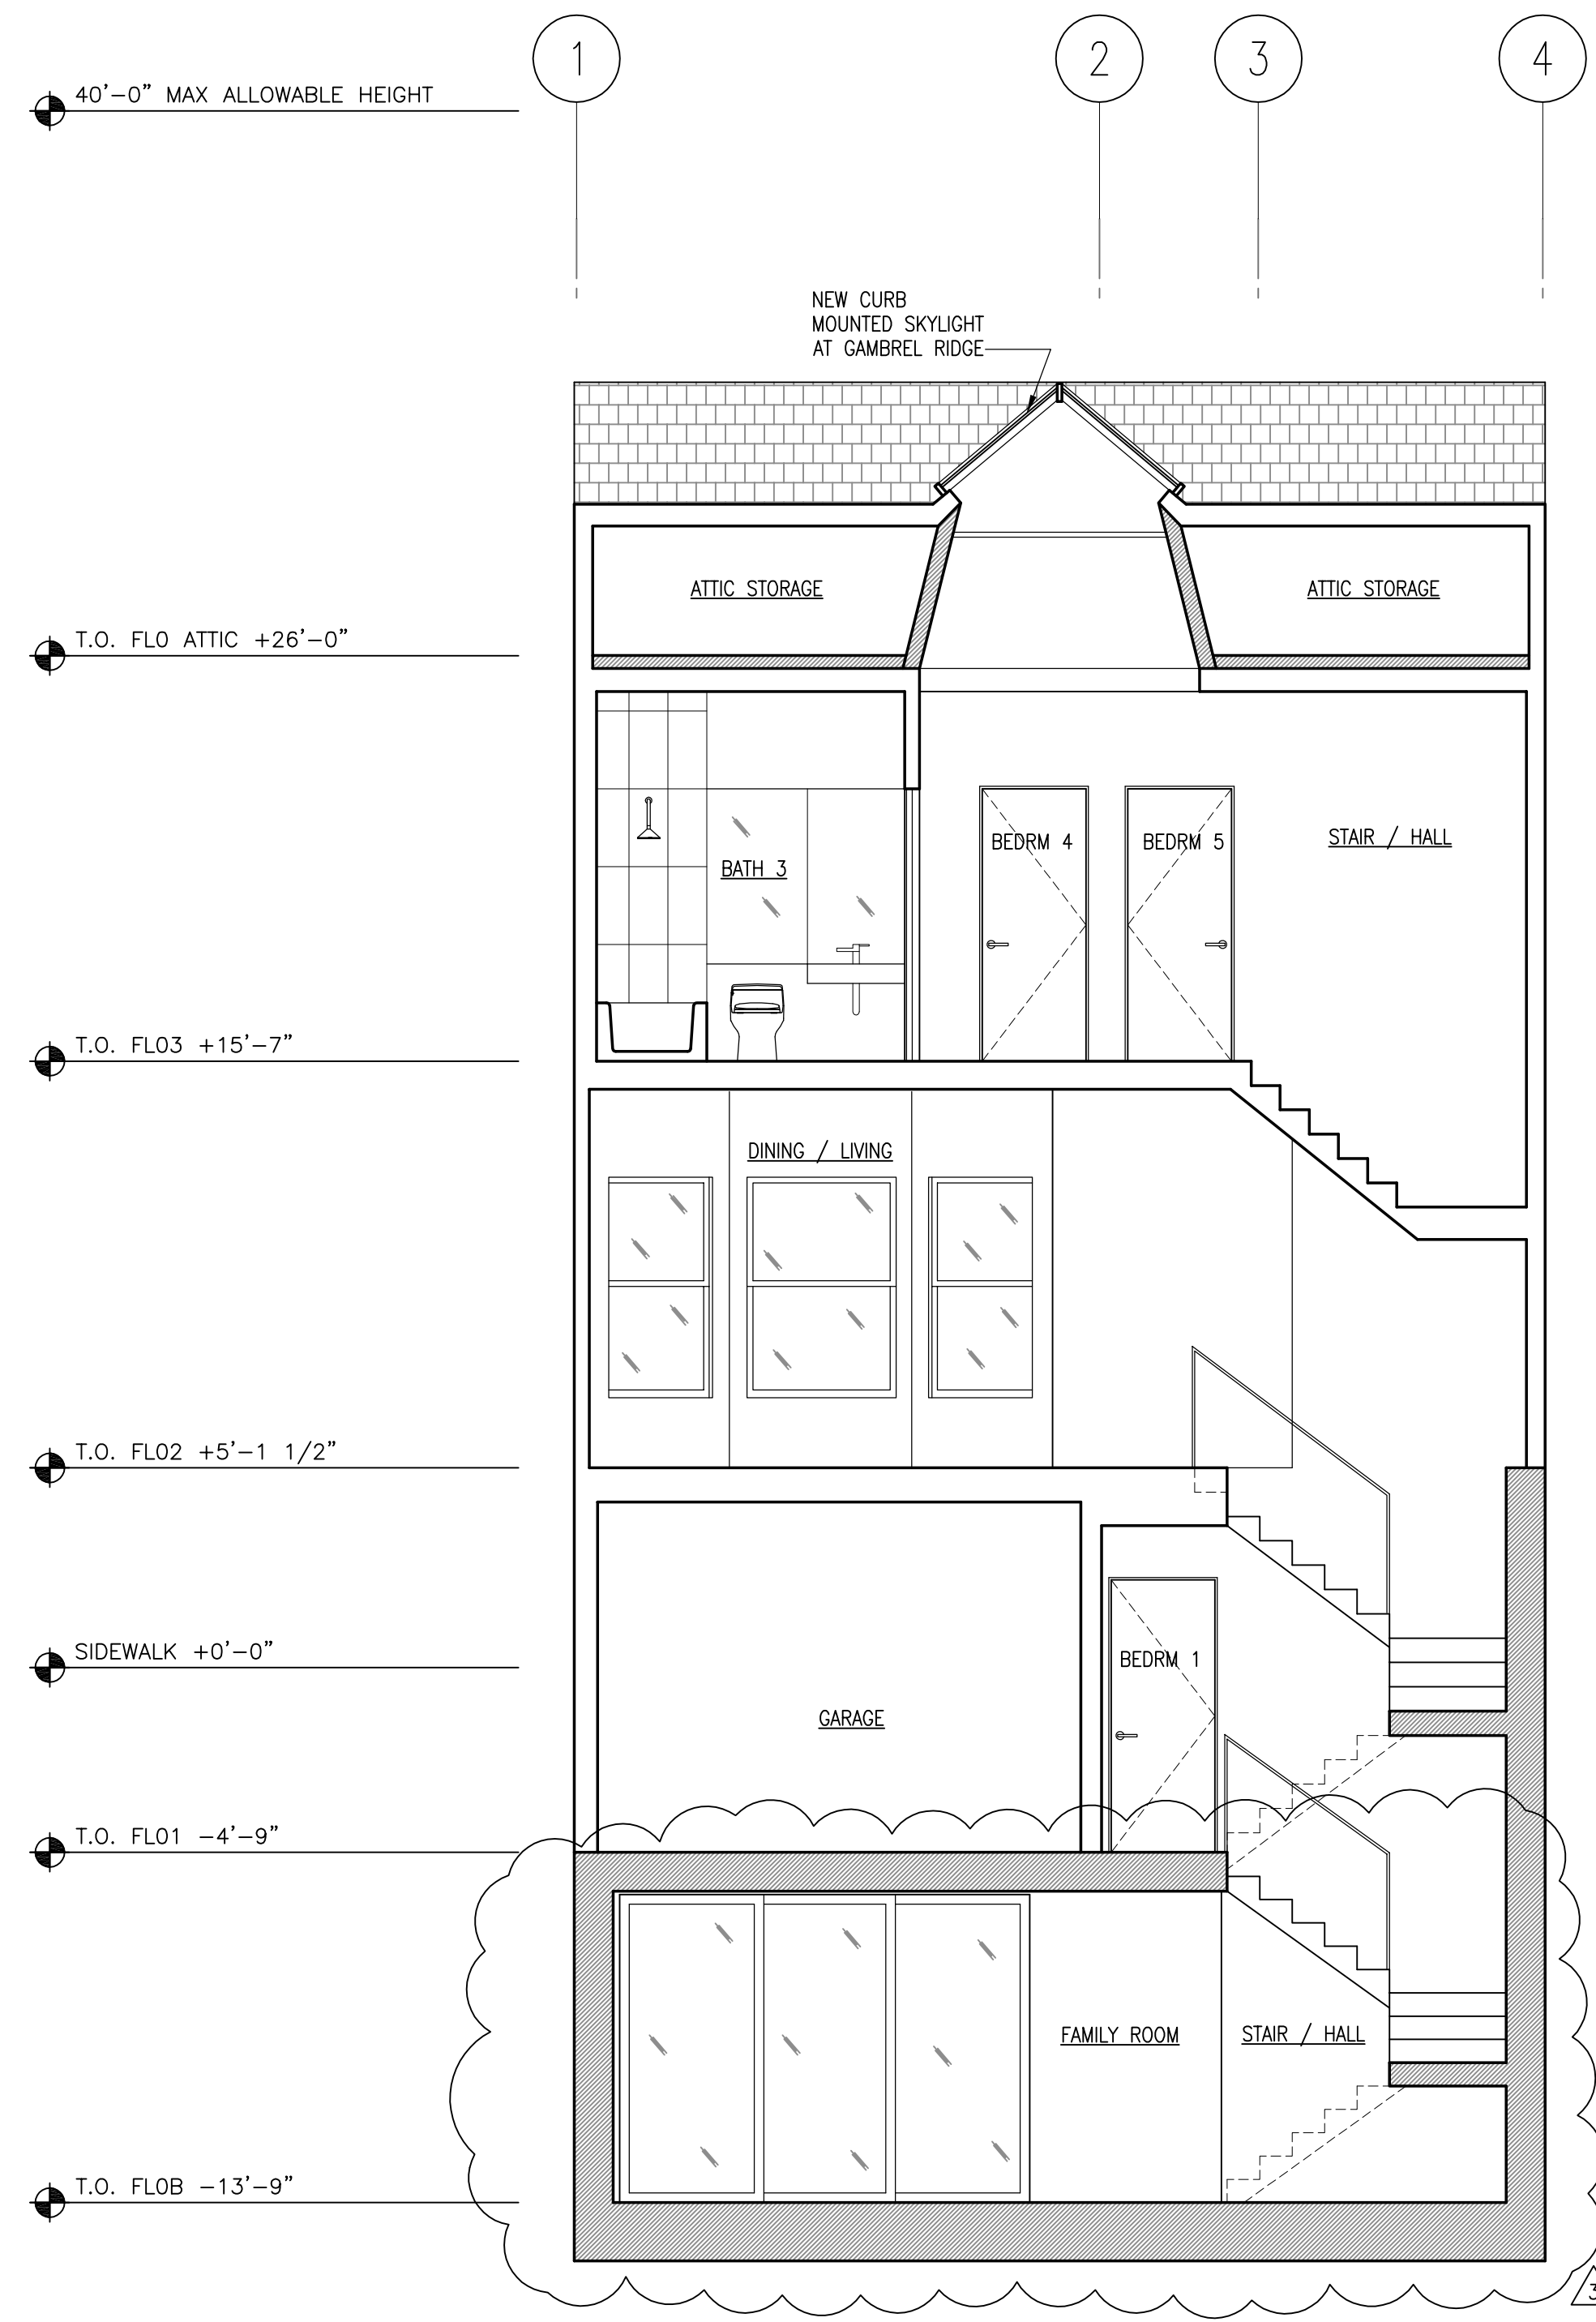 1
2
3
4
40'-0" MAX ALLOWABLE HEIGHT
NEW CURB
MOUNTED SKYLIGHT
AT GAMBREL RIDGE
ATTIC STORAGE
ATTIC STORAGE
T.O. FLO ATTIC +26'-0"
BEDRM 4
BEDRM 5
STAIR / HALL
BATH 3
T.O. FL03 +15'-7"
DINING / LIVING
T.O. FL02 +5'-1 1/2"
SIDEWALK +0'-0"
BEDRM 1
GARAGE
T.O. FL01 -4'-9"
FAMILY ROOM
STAIR / HALL
T.O. FL0B -13'-9"
3